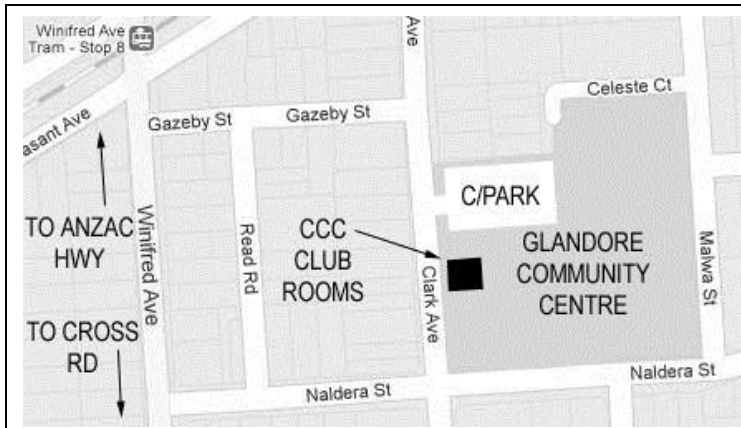 Winifred Ave
Tram - Stop 8
Ave
Celeste Ct
Gazeby St
Gazeby St
asant Ave
C/PARK
TO ANZAC
HWY
Winifred Ave
Read Rd
CCC
CLUB
ROOMS
Clark Ave
GLANDORE
COMMUNITY
CENTRE
Malwa St
TO CROSS
RD
Naldera St
Naldera St